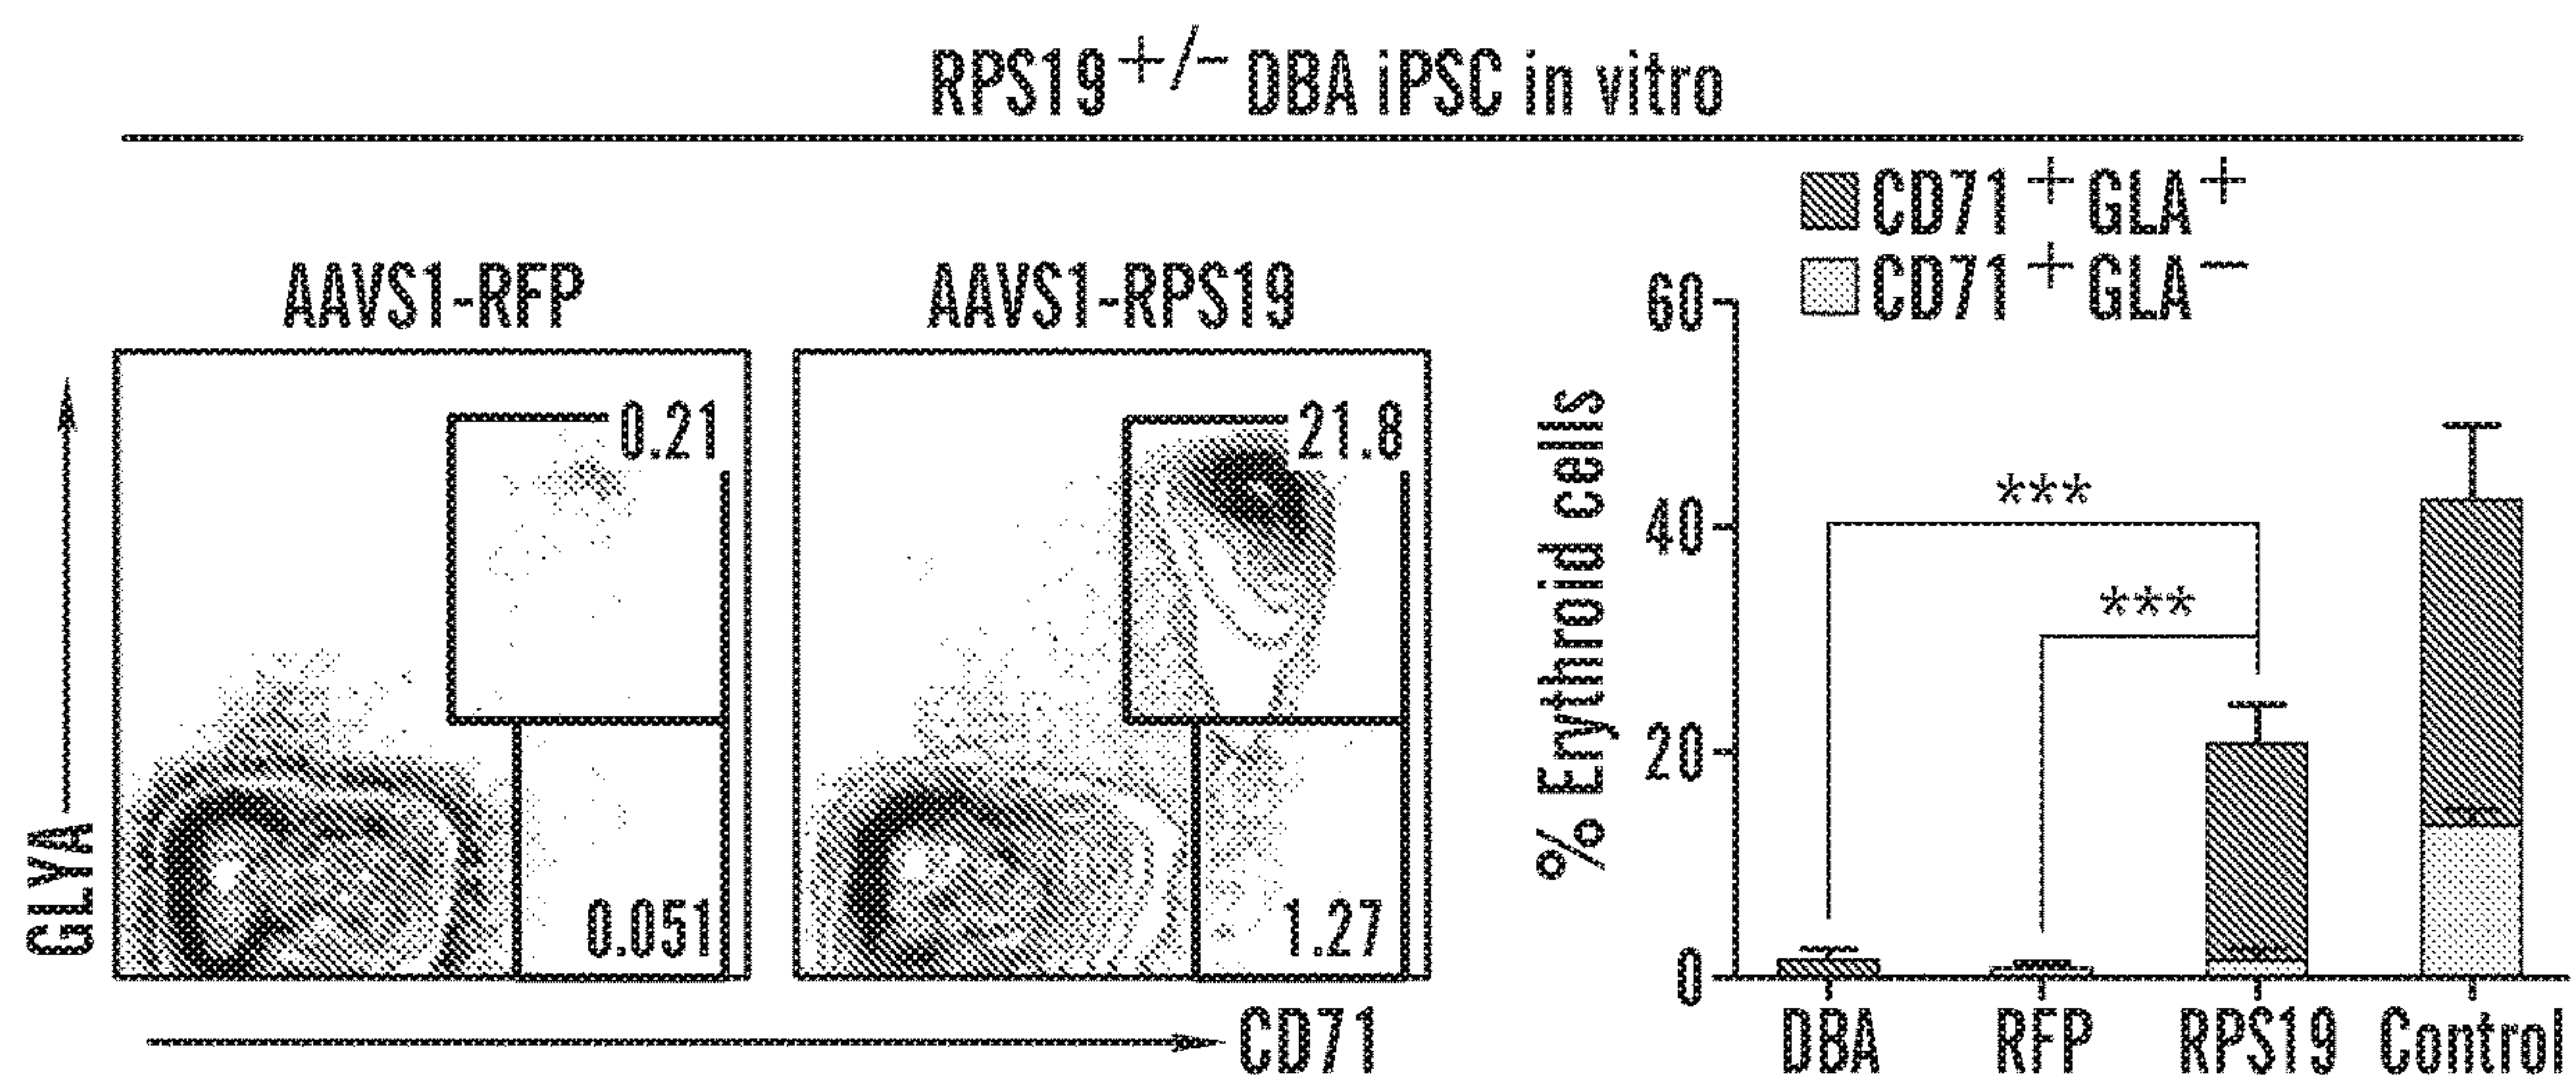 RPS19+/- DBA iPSC in vitro
AAVS1-RFP
AAVS1-RPS19
0.21
0.051
21.8
1.27
GLYA
CD71
CD71+GLA+
CD71+GLA-
% Erythroid cells
60
40
20
0
***
***
DBA
RFP
RPS19
Control